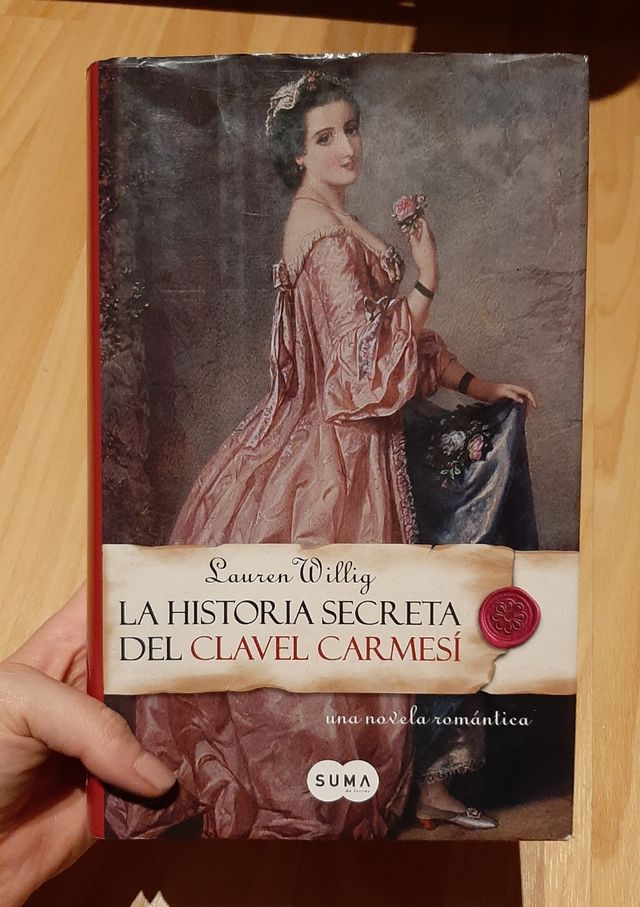 Lauren Willig
LA HISTORIA SECRETA
DEL CLAVEL CARMESÍ
una novela romántica
SUMA
de letras